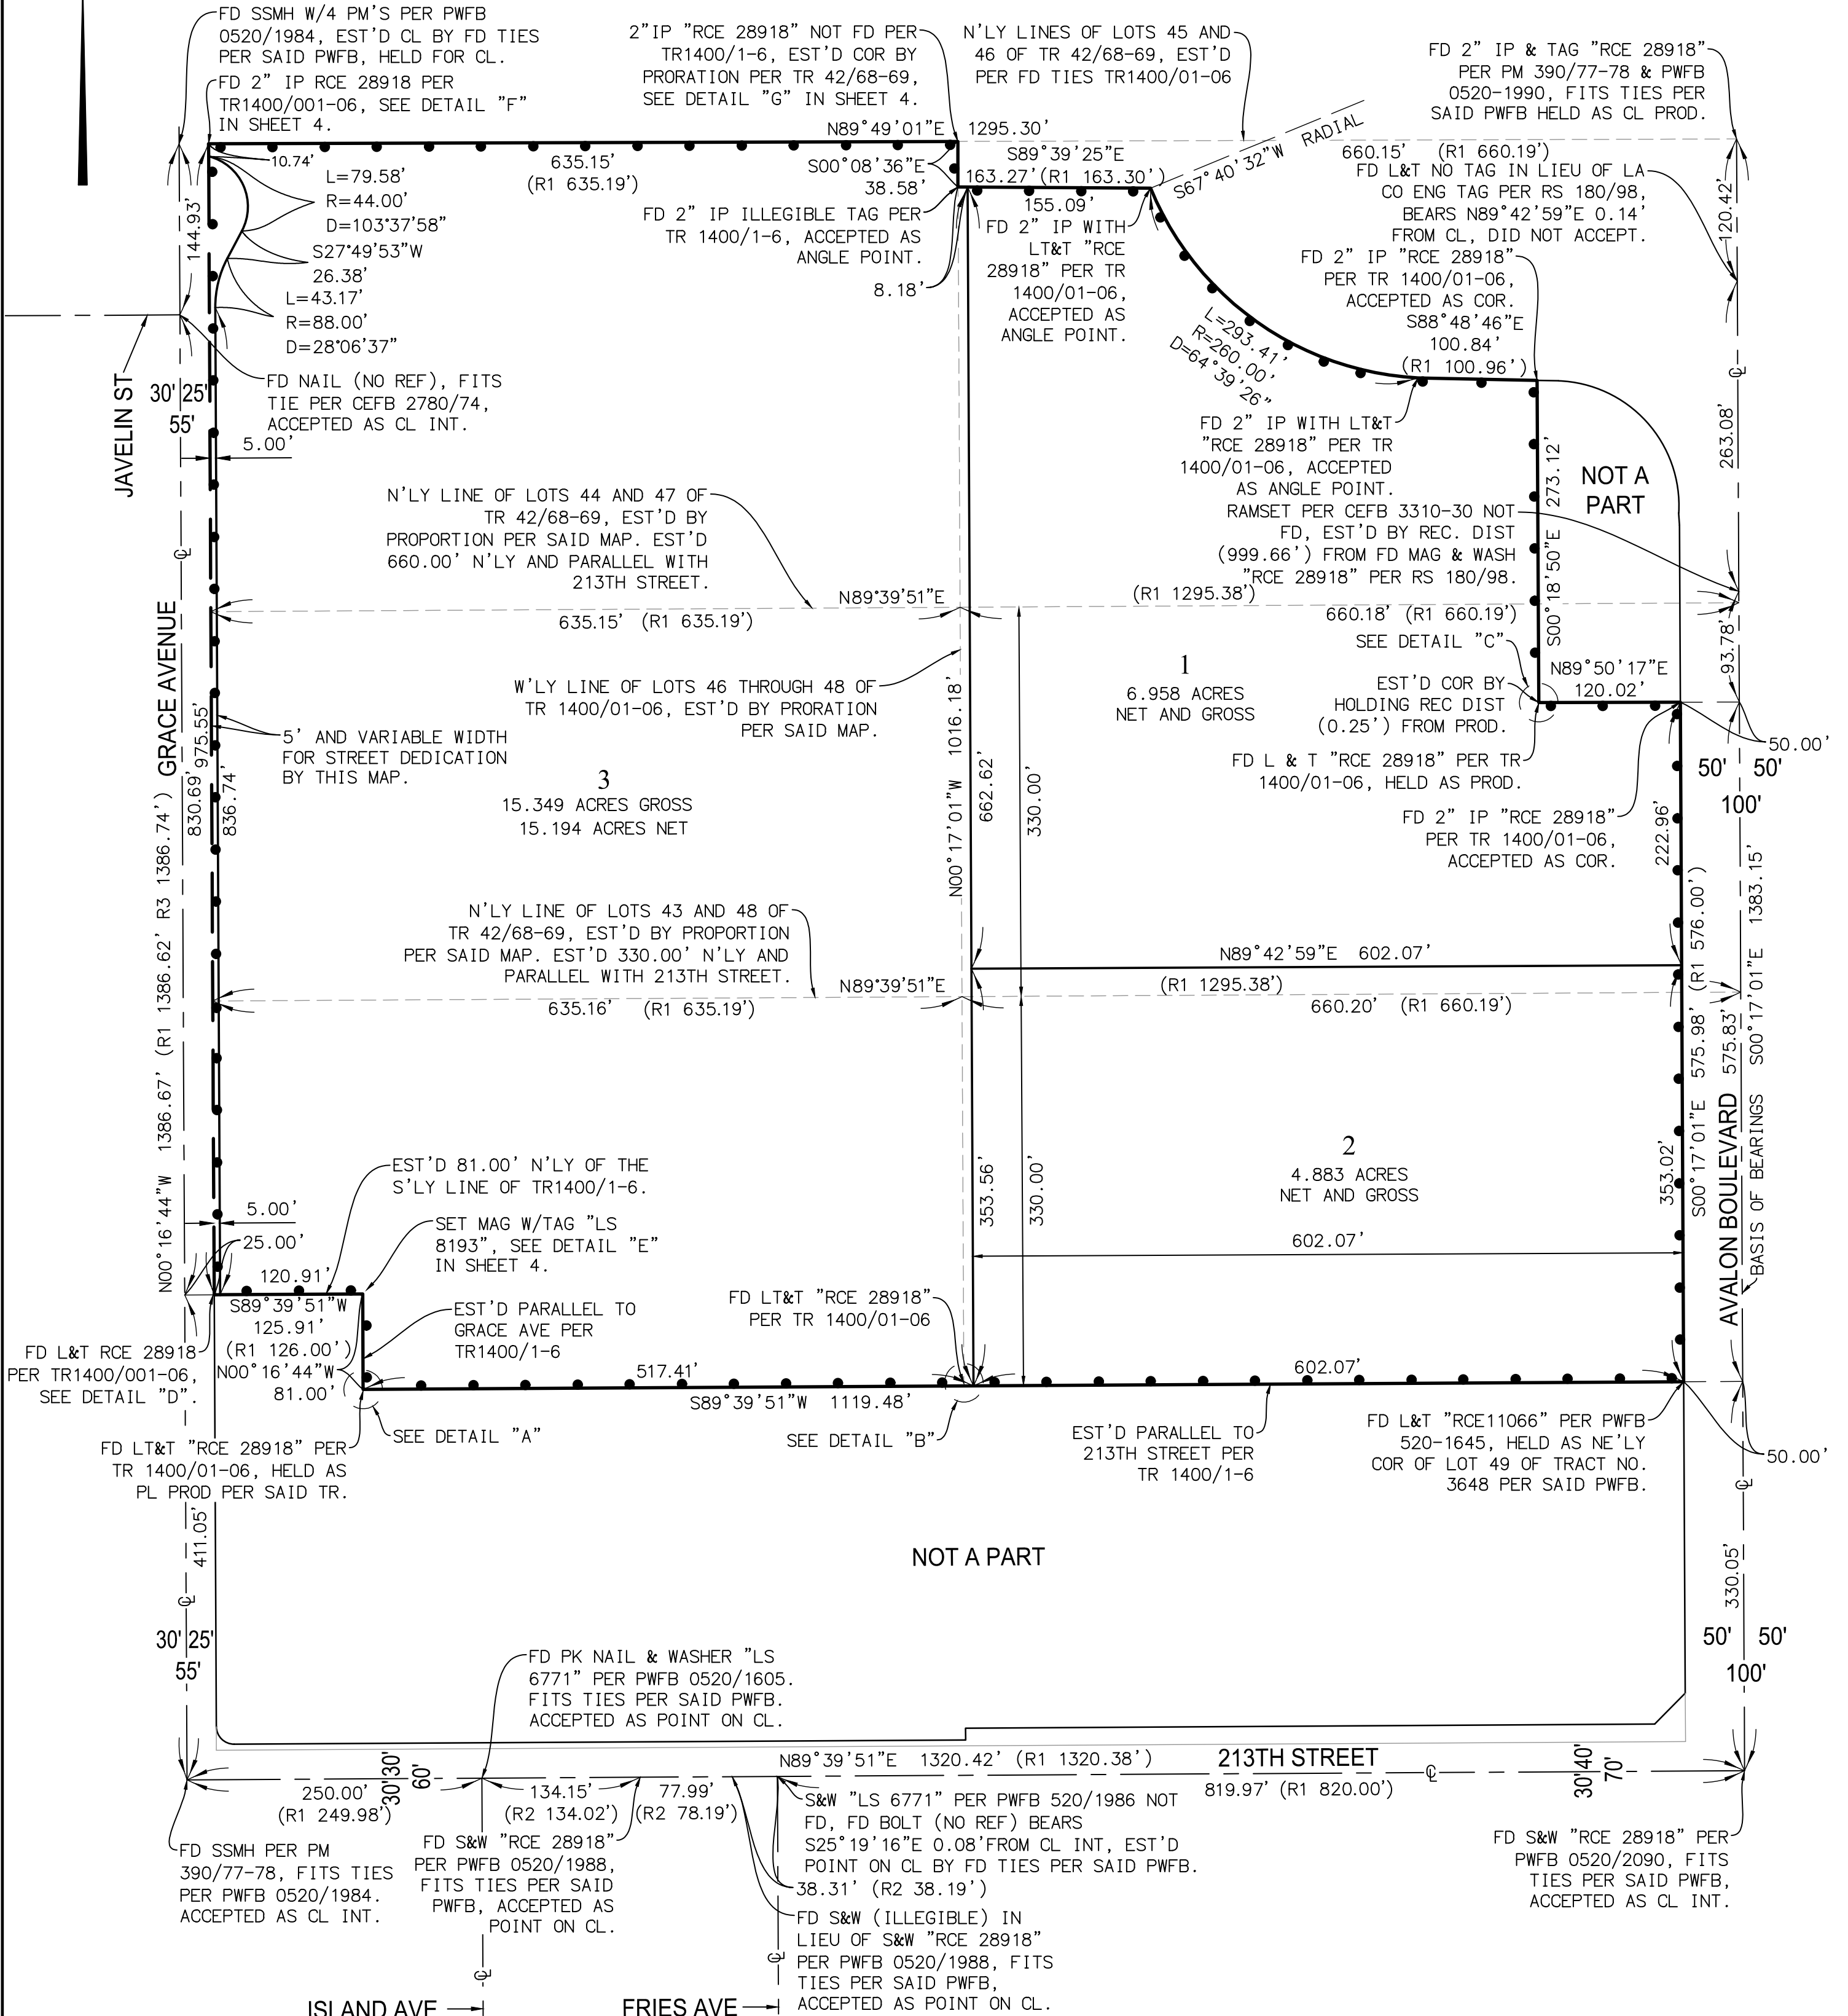 FD SSMH W/4 PM'S PER PWFB
0520/1984, EST'D CL BY FD TIES
PER SAID PWFB, HELD FOR CL.
FD 2" IP RCE 28918 PER
TR1400/001-06, SEE DETAIL "F"
IN SHEET 4.
2"IP "RCE 28918" NOT FD PER
TR1400/1-6, EST'D COR BY
PRORATION PER TR 42/68-69,
SEE DETAIL "G" IN SHEET 4.
N'LY LINES OF LOTS 45 AND
46 OF TR 42/68-69, EST'D
PER FD TIES TR1400/01-06
FD 2" IP & TAG "RCE 28918"
PER PM 390/77-78 & PWFB
0520-1990, FITS TIES PER
SAID PWFB HELD AS CL PROD.
N89°49'01"E 1295.30'
10.74'
635.15'
(R1 635.19')
S00°08'36"E
38.58'
S89°39'25"E
163.27'(R1 163.30')
155.09'
S67°40'32"W RADIAL
660.15' (R1 660.19')
FD L&T NO TAG IN LIEU OF LA
CO ENG TAG PER RS 180/98,
BEARS N89°42'59"E 0.14'
FROM CL, DID NOT ACCEPT.
120.42'
144.93'
L=79.58'
R=44.00'
D=103°37'58"
S27°49'53"W
26.38'
L=43.17'
R=88.00'
D=28°06'37"
FD 2" IP ILLEGIBLE TAG PER
TR 1400/1-6, ACCEPTED AS
ANGLE POINT.
8.18'
FD 2" IP WITH
LT&T "RCE
28918" PER TR
1400/01-06,
ACCEPTED AS
ANGLE POINT.
FD 2" IP "RCE 28918"
PER TR 1400/01-06,
ACCEPTED AS COR.
S88°48'46"E
100.84'
(R1 100.96')
L=293.41'
R=260.00'
D=64°39'26"
JAVELIN ST
30' 25'
55'
5.00'
FD NAIL (NO REF), FITS
TIE PER CEFB 2780/74,
ACCEPTED AS CL INT.
FD 2" IP WITH LT&T
"RCE 28918" PER TR
1400/01-06, ACCEPTED
AS ANGLE POINT.
273.12'
S00°18'50"E
NOT A
PART
263.08'
N'LY LINE OF LOTS 44 AND 47 OF
TR 42/68-69, EST'D BY
PROPORTION PER SAID MAP. EST'D
660.00' N'LY AND PARALLEL WITH
213TH STREET.
RAMSET PER CEFB 3310-30 NOT
FD, EST'D BY REC. DIST
(999.66') FROM FD MAG & WASH
"RCE 28918" PER RS 180/98.
N89°39'51"E
(R1 1295.38')
635.15' (R1 635.19')
660.18' (R1 660.19')
SEE DETAIL "C"
N89°50'17"E
120.02'
93.78'
GRACE AVENUE
W'LY LINE OF LOTS 46 THROUGH 48 OF
TR 1400/01-06, EST'D BY PRORATION
PER SAID MAP.
N00°17'01"W 1016.18'
1
6.958 ACRES
NET AND GROSS
EST'D COR BY
HOLDING REC DIST
(0.25') FROM PROD.
FD L & T "RCE 28918" PER TR
1400/01-06, HELD AS PROD.
50.00'
50' 50'
100'
FD 2" IP "RCE 28918"
PER TR 1400/01-06,
ACCEPTED AS COR.
222.96'
5' AND VARIABLE WIDTH
FOR STREET DEDICATION
BY THIS MAP.
975.55'
830.69'
836.74'
3
15.349 ACRES GROSS
15.194 ACRES NET
662.62'
330.00'
N'LY LINE OF LOTS 43 AND 48 OF
TR 42/68-69, EST'D BY PROPORTION
PER SAID MAP. EST'D 330.00' N'LY AND
PARALLEL WITH 213TH STREET.
N89°42'59"E 602.07'
N89°39'51"E
(R1 1295.38')
635.16' (R1 635.19')
660.20' (R1 660.19')
N00°16'44"W 1386.67' (R1 1386.62' R3 1386.74')
S00°17'01"E 575.98' (R1 576.00')
AVALON BOULEVARD
575.83'
S00°17'01"E 1383.15'
BASIS OF BEARINGS
353.02'
2
4.883 ACRES
NET AND GROSS
602.07'
353.56'
330.00'
EST'D 81.00' N'LY OF THE
S'LY LINE OF TR1400/1-6.
5.00'
25.00'
SET MAG W/TAG "LS
8193", SEE DETAIL "E"
IN SHEET 4.
120.91'
S89°39'51"W
125.91'
(R1 126.00')
N00°16'44"W
81.00'
EST'D PARALLEL TO
GRACE AVE PER
TR1400/1-6
FD LT&T "RCE 28918"
PER TR 1400/01-06
FD L&T RCE 28918
PER TR1400/001-06,
SEE DETAIL "D".
517.41'
602.07'
S89°39'51"W 1119.48'
SEE DETAIL "A"
SEE DETAIL "B"
EST'D PARALLEL TO
213TH STREET PER
TR 1400/1-6
FD L&T "RCE11066" PER PWFB
520-1645, HELD AS NE'LY
COR OF LOT 49 OF TRACT NO.
3648 PER SAID PWFB.
50.00'
FD LT&T "RCE 28918" PER
TR 1400/01-06, HELD AS
PL PROD PER SAID TR.
411.05'
NOT A PART
330.05'
30' 25'
55'
50' 50'
100'
FD PK NAIL & WASHER "LS
6771" PER PWFB 0520/1605.
FITS TIES PER SAID PWFB.
ACCEPTED AS POINT ON CL.
N89°39'51"E 1320.42' (R1 1320.38')
213TH STREET
30'30'
60'
30'40'
70'
250.00'
(R1 249.98')
134.15'
(R2 134.02')
77.99'
(R2 78.19')
819.97' (R1 820.00')
S&W "LS 6771" PER PWFB 520/1986 NOT
FD, FD BOLT (NO REF) BEARS
S25°19'16"E 0.08'FROM CL INT, EST'D
POINT ON CL BY FD TIES PER SAID PWFB.
38.31' (R2 38.19')
FD SSMH PER PM
390/77-78, FITS TIES
PER PWFB 0520/1984.
ACCEPTED AS CL INT.
FD S&W "RCE 28918"
PER PWFB 0520/1988,
FITS TIES PER SAID
PWFB, ACCEPTED AS
POINT ON CL.
FD S&W (ILLEGIBLE) IN
LIEU OF S&W "RCE 28918"
PER PWFB 0520/1988, FITS
TIES PER SAID PWFB,
ACCEPTED AS POINT ON CL.
FD S&W "RCE 28918" PER
PWFB 0520/2090, FITS
TIES PER SAID PWFB,
ACCEPTED AS CL INT.
ISLAND AVE
FRIES AVE